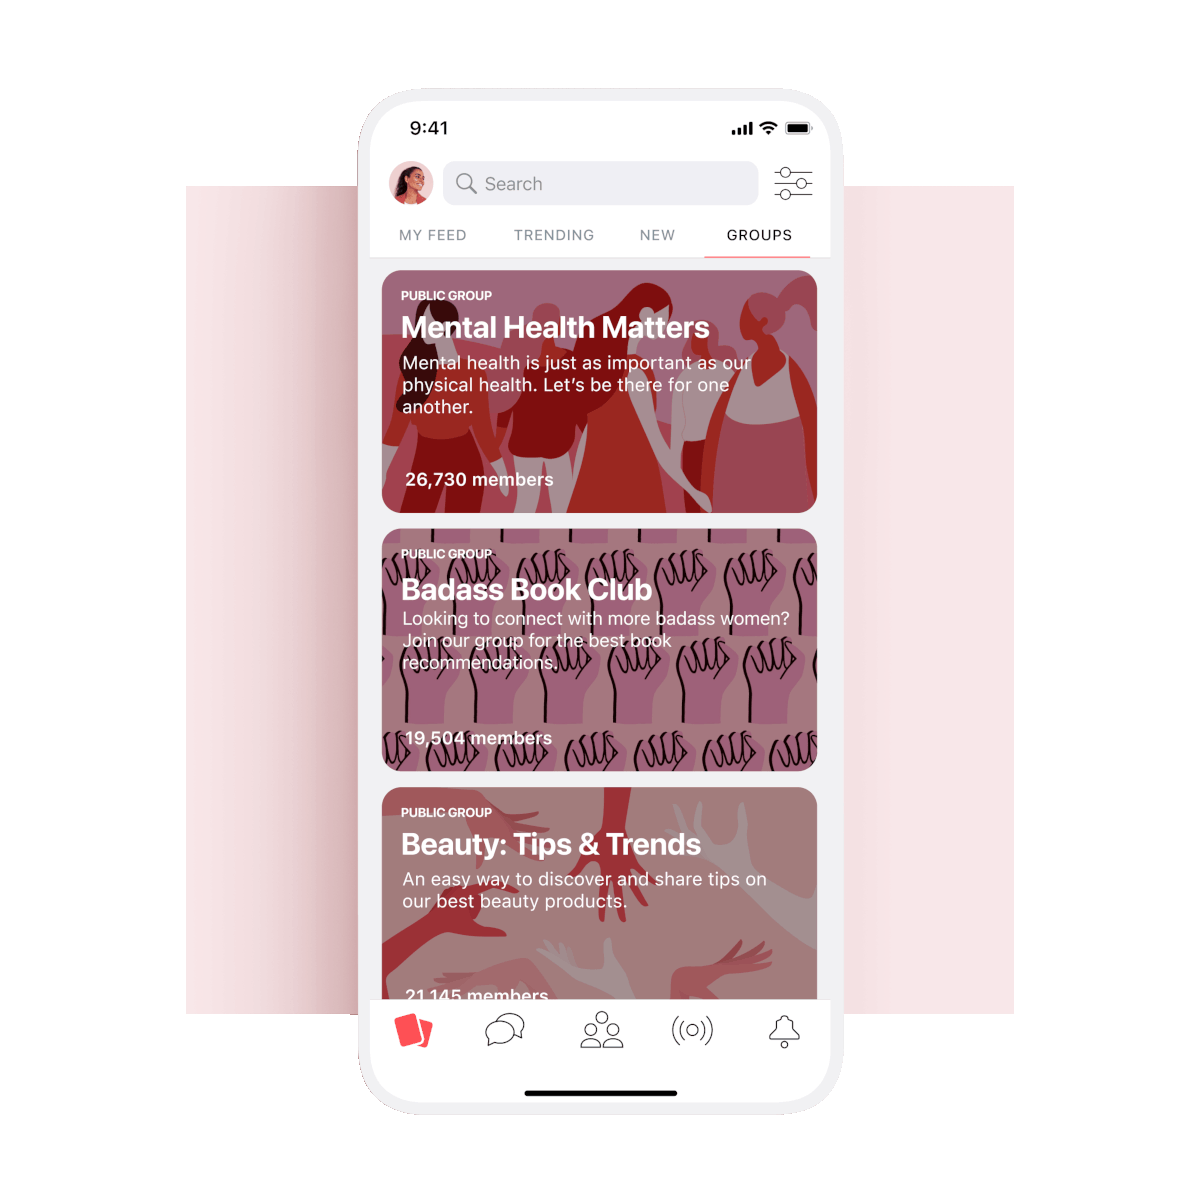 9:41
Search
MY FEED TRENDING NEW GROUPS
PUBLIC GROUP
Mental Health Matters
Mental health is just as important as our
physical health. Let’s be there for one
another.
26,730 members
PUBLIC GROUP
Badass Book Club
Looking to connect with more badass women?
Join our group for the best book
recommendations.
19,504 members
PUBLIC GROUP
Beauty: Tips & Trends
An easy way to discover and share tips on
our best beauty products.
21,145 members